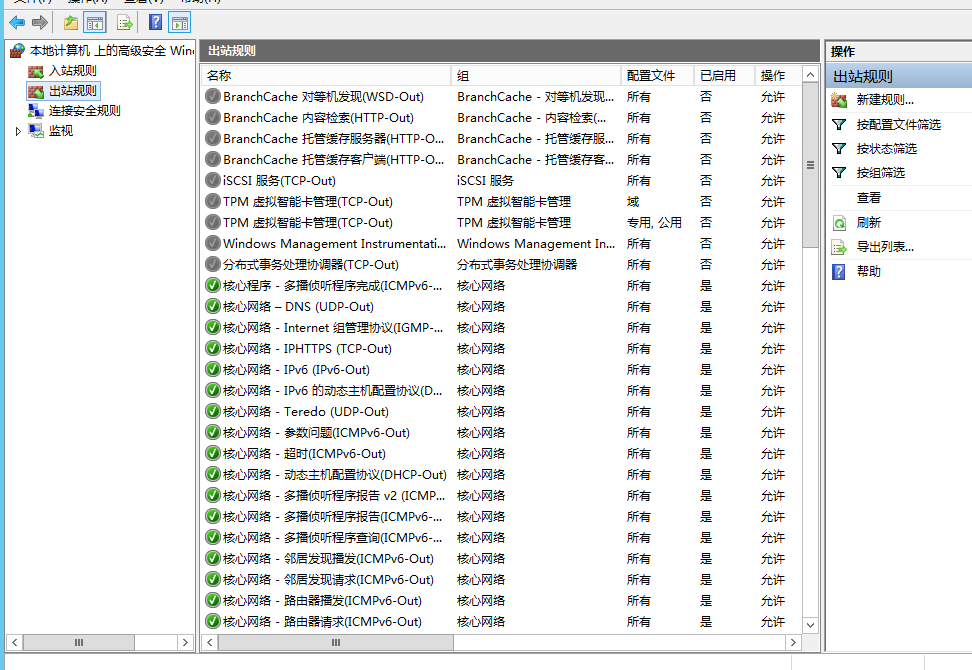 本地计算机 上的高级安全 Win
入站规则
出站规则
连接安全规则
监视
出站规则
名称 组 配置文件 已启用 操作
BranchCache 对等机发现(WSD-Out) BranchCache - 对等机发现... 所有 否 允许
BranchCache 内容检索(HTTP-Out) BranchCache - 内容检索(... 所有 否 允许
BranchCache 托管缓存服务器(HTTP-O... BranchCache - 托管缓存服... 所有 否 允许
BranchCache 托管缓存客户端(HTTP-O... BranchCache - 托管缓存客... 所有 否 允许
iSCSI 服务(TCP-Out) iSCSI 服务 所有 否 允许
TPM 虚拟智能卡管理(TCP-Out) TPM 虚拟智能卡管理 域 否 允许
TPM 虚拟智能卡管理(TCP-Out) TPM 虚拟智能卡管理 专用, 公用 否 允许
Windows Management Instrumentati... Windows Management In... 所有 否 允许
分布式事务处理协调器(TCP-Out) 分布式事务处理协调器 所有 否 允许
核心程序 - 多播侦听程序完成(ICMPv6-... 核心网络 所有 是 允许
核心网络 – DNS (UDP-Out) 核心网络 所有 是 允许
核心网络 - Internet 组管理协议(IGMP-... 核心网络 所有 是 允许
核心网络 - IPHTTPS (TCP-Out) 核心网络 所有 是 允许
核心网络 - IPv6 (IPv6-Out) 核心网络 所有 是 允许
核心网络 - IPv6 的动态主机配置协议(D... 核心网络 所有 是 允许
核心网络 - Teredo (UDP-Out) 核心网络 所有 是 允许
核心网络 - 参数问题(ICMPv6-Out) 核心网络 所有 是 允许
核心网络 - 超时(ICMPv6-Out) 核心网络 所有 是 允许
核心网络 - 动态主机配置协议(DHCP-Out) 核心网络 所有 是 允许
核心网络 - 多播侦听程序报告 v2 (ICMP... 核心网络 所有 是 允许
核心网络 - 多播侦听程序报告(ICMPv6-... 核心网络 所有 是 允许
核心网络 - 多播侦听程序查询(ICMPv6-... 核心网络 所有 是 允许
核心网络 - 邻居发现播发(ICMPv6-Out) 核心网络 所有 是 允许
核心网络 - 邻居发现请求(ICMPv6-Out) 核心网络 所有 是 允许
核心网络 - 路由器播发(ICMPv6-Out) 核心网络 所有 是 允许
核心网络 - 路由器请求(ICMPv6-Out) 核心网络 所有 是 允许
操作
出站规则
新建规则...
按配置文件筛选
按状态筛选
按组筛选
查看
刷新
导出列表...
帮助